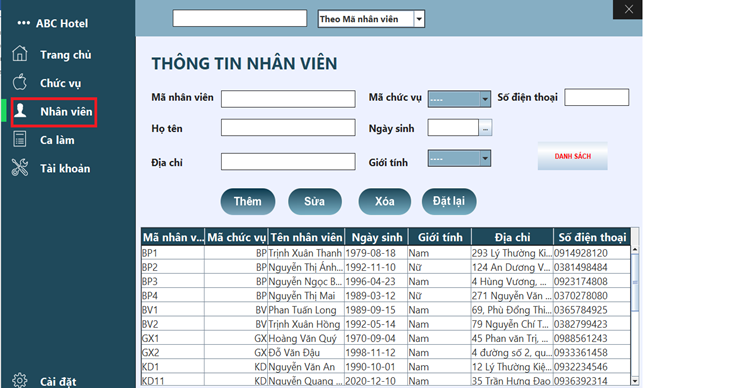 ABC Hotel
Theo Mã nhân viên
X
Trang chủ
Chức vụ
Nhân viên
Ca làm
Tài khoản
Cài đặt
THÔNG TIN NHÂN VIÊN
Mã nhân viên Mã chức vụ ---- Số điện thoại
Họ tên Ngày sinh ...
Địa chỉ Giới tính ---- DANH SÁCH
Thêm Sửa Xóa Đặt lại
Mã nhân v... Mã chức vụ Tên nhân viên Ngày sinh Giới tính Địa chỉ Số điện thoại
BP1 BP Trịnh Xuân Thanh 1979-08-18 Nam 293 Lý Thường Ki... 0914928120
BP2 BP Nguyễn Thị Ánh... 1992-11-10 Nữ 124 An Dương V... 0381498484
BP3 BP Nguyễn Ngọc B... 1996-04-23 Nam 4 Hùng Vương, ... 0923174808
BP4 BP Nguyễn Thị Mai 1989-03-12 Nữ 271 Nguyễn Văn ... 0370278080
BV1 BV Phan Tuấn Long 1989-09-15 Nam 69, Phù Đổng Thi... 0365784925
BV2 BV Trịnh Xuân Hồng 1992-05-14 Nam 79 Nguyễn Chí T... 0382799423
GX1 GX Hoàng Văn Quý 1970-09-04 Nam 45 Phan văn Trị, ... 0988561243
GX2 GX Đỗ Văn Đậu 1998-11-12 Nam 4 đường số 2, qu... 0933361458
KD1 KD Nguyễn Văn An 1990-10-01 Nam 12 Lý Thường Kiệ... 0932234546
KD11 KD Nguyễn Quang ... 2020-12-10 Nam 35 Trần Hưng Đạo... 0936392314